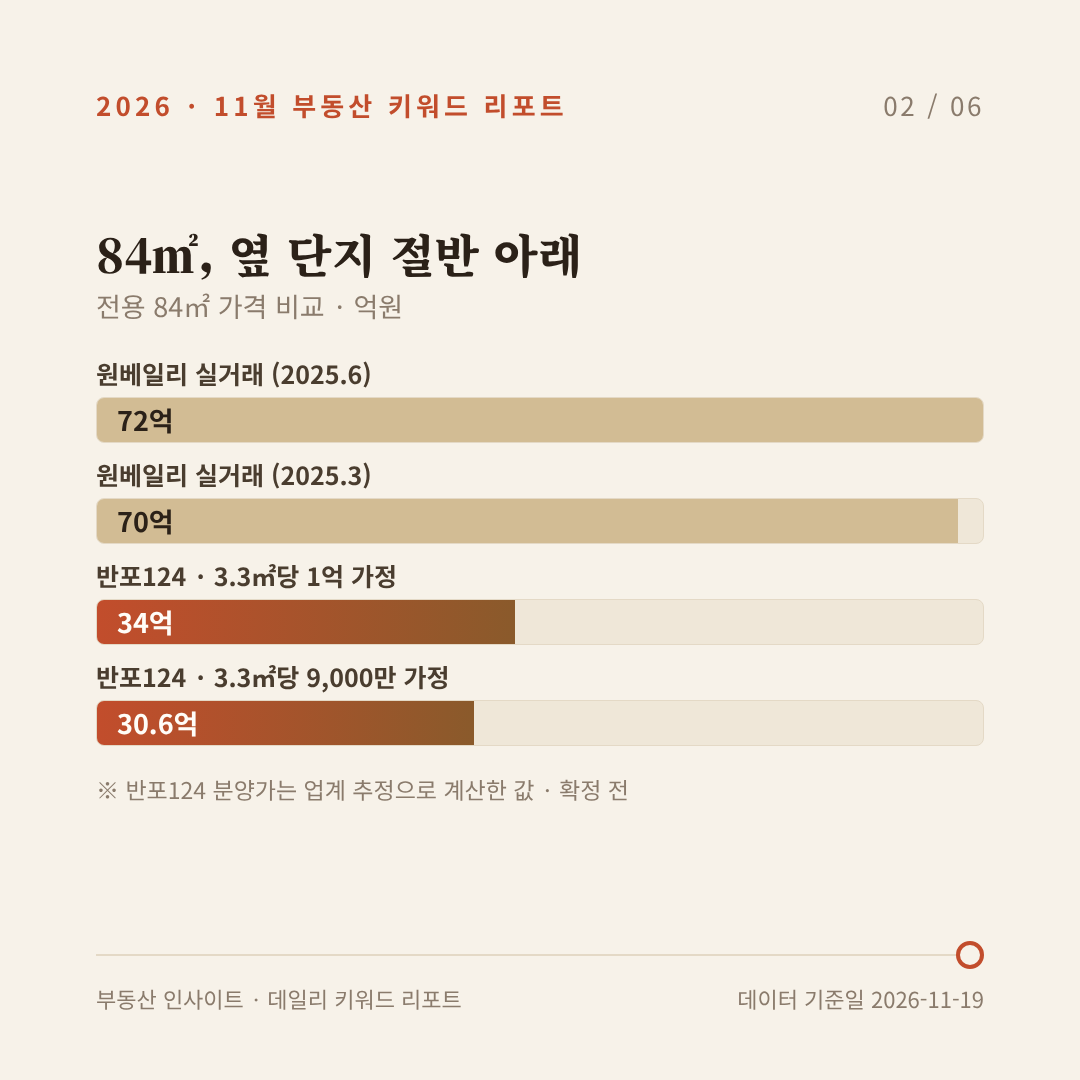 2026 · 11월 부동산 키워드 리포트
02 / 06
84㎡, 옆 단지 절반 아래
전용 84㎡ 가격 비교 · 억원
원베일리 실거래 (2025.6)
72억
원베일리 실거래 (2025.3)
70억
반포124 · 3.3㎡당 1억 가정
34억
반포124 · 3.3㎡당 9,000만 가정
30.6억
※ 반포124 분양가는 업계 추정으로 계산한 값 · 확정 전
부동산 인사이트 · 데일리 키워드 리포트
데이터 기준일 2026-11-19